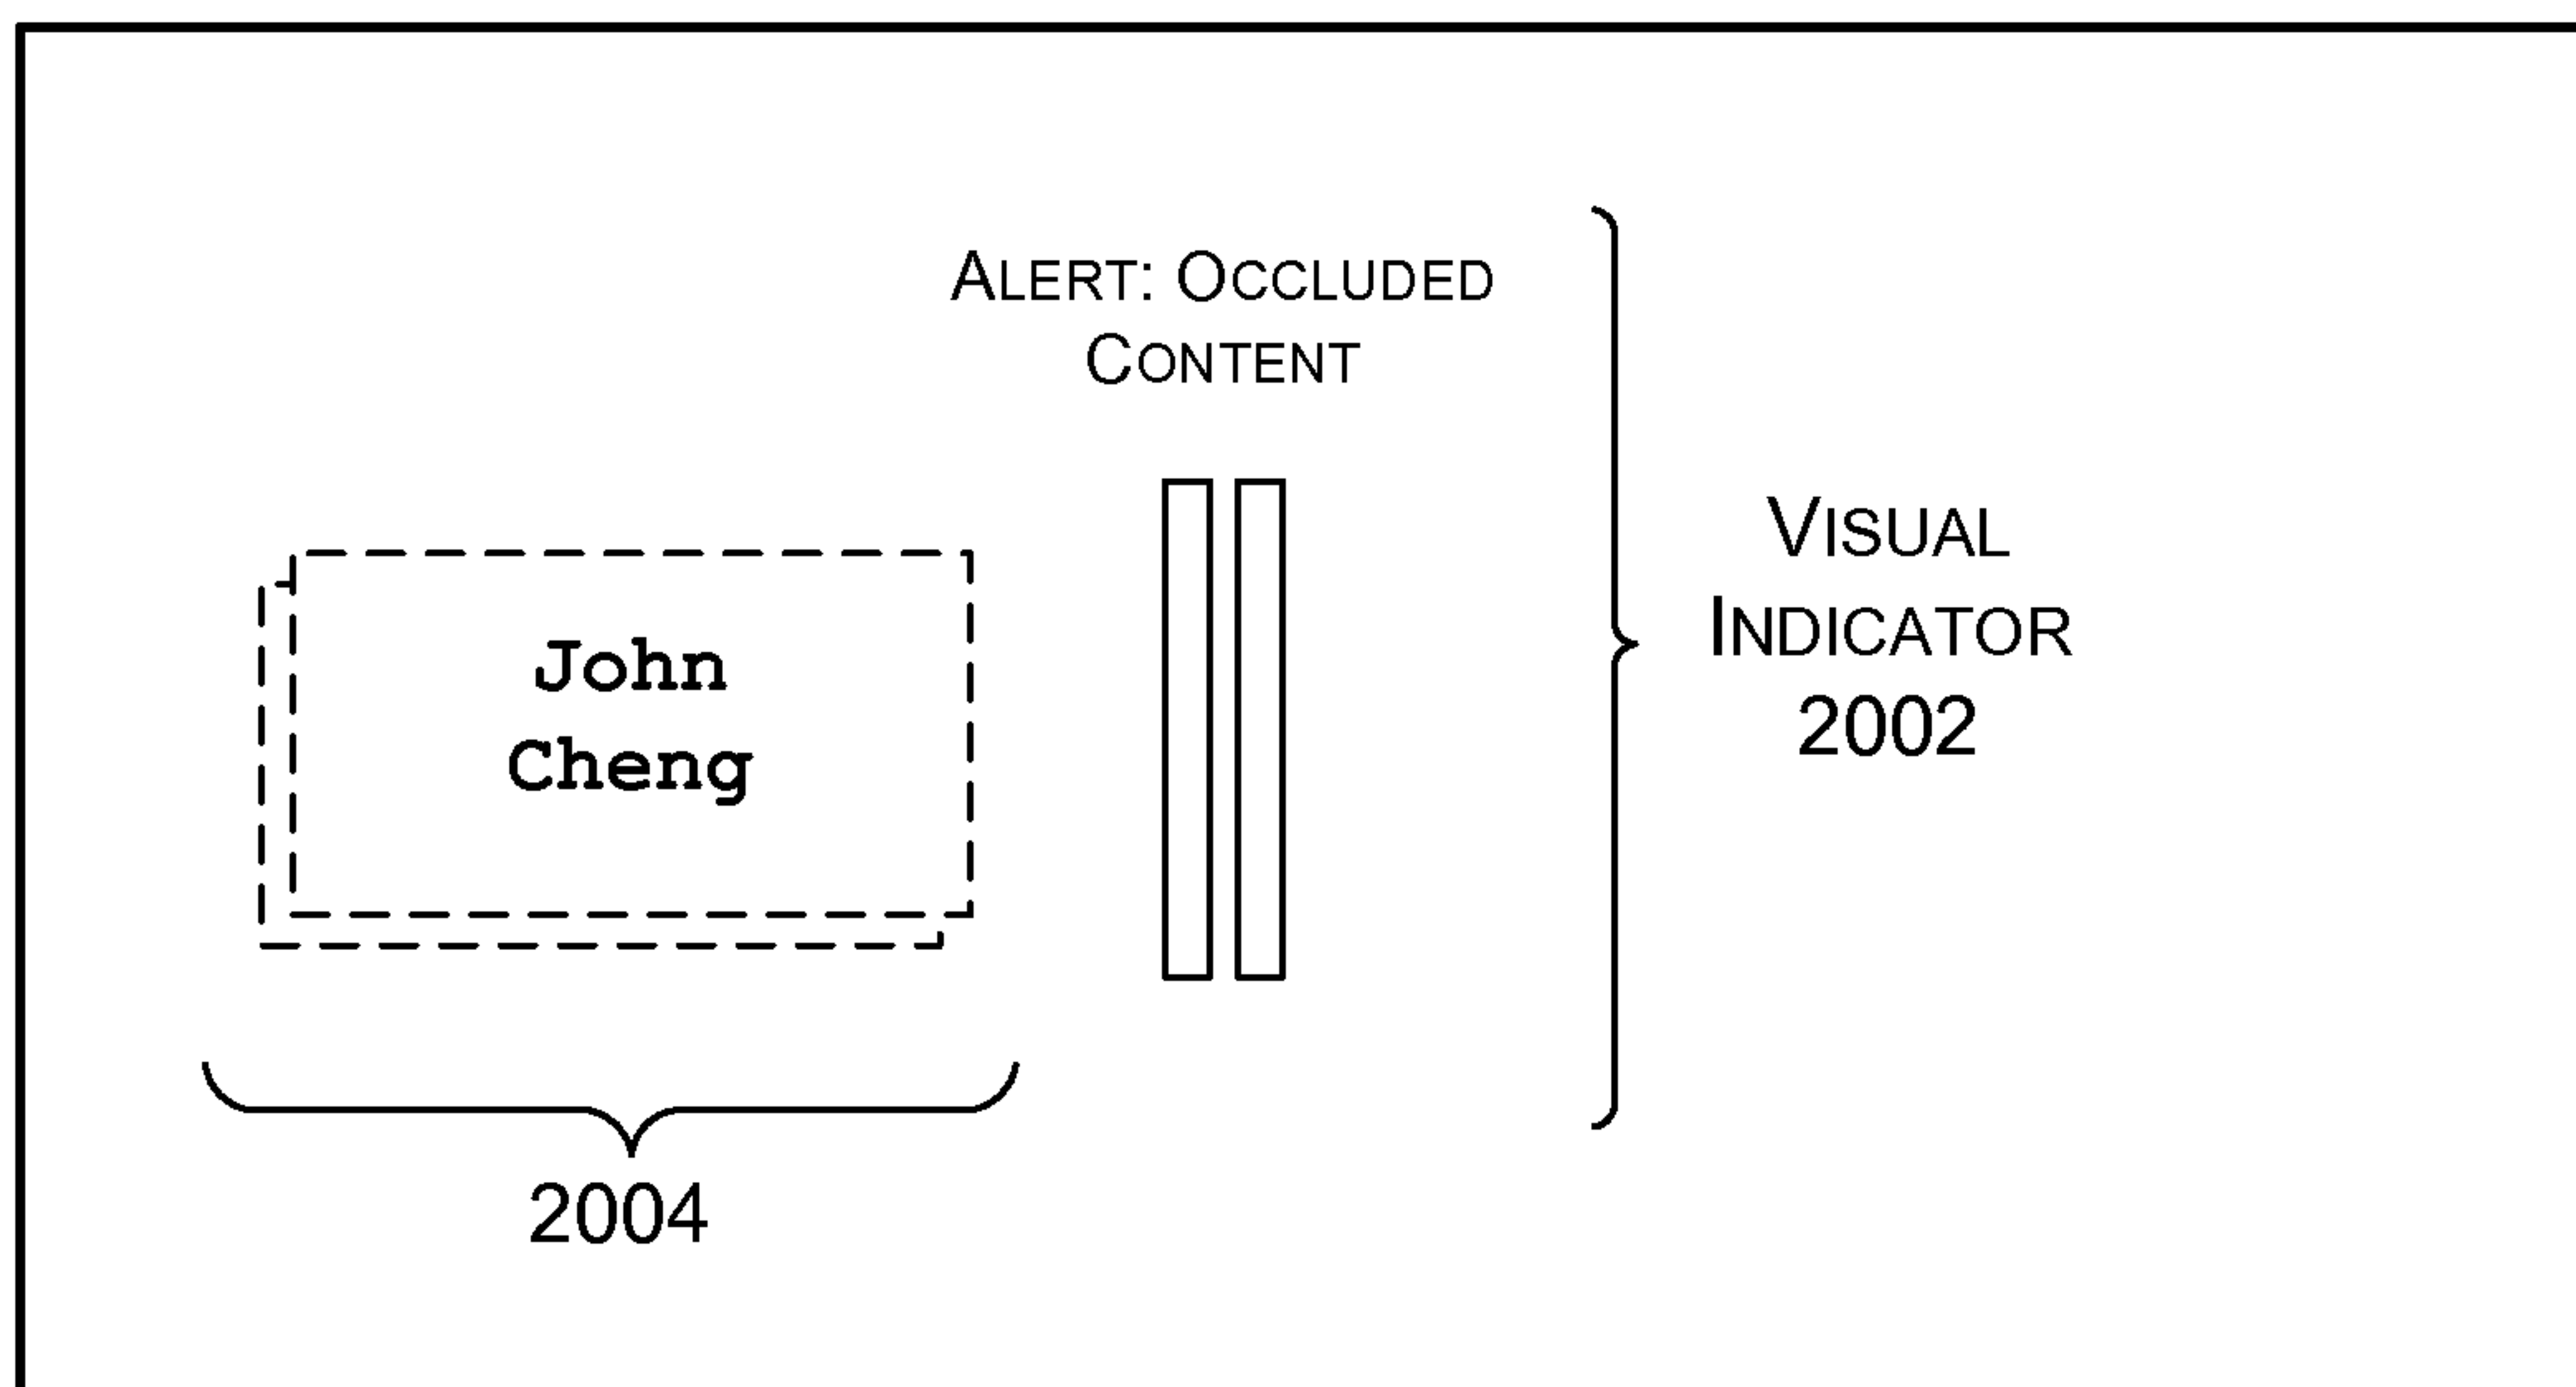 ALERT: OCCLUDED
CONTENT
John
Cheng
VISUAL
INDICATOR
2002
2004